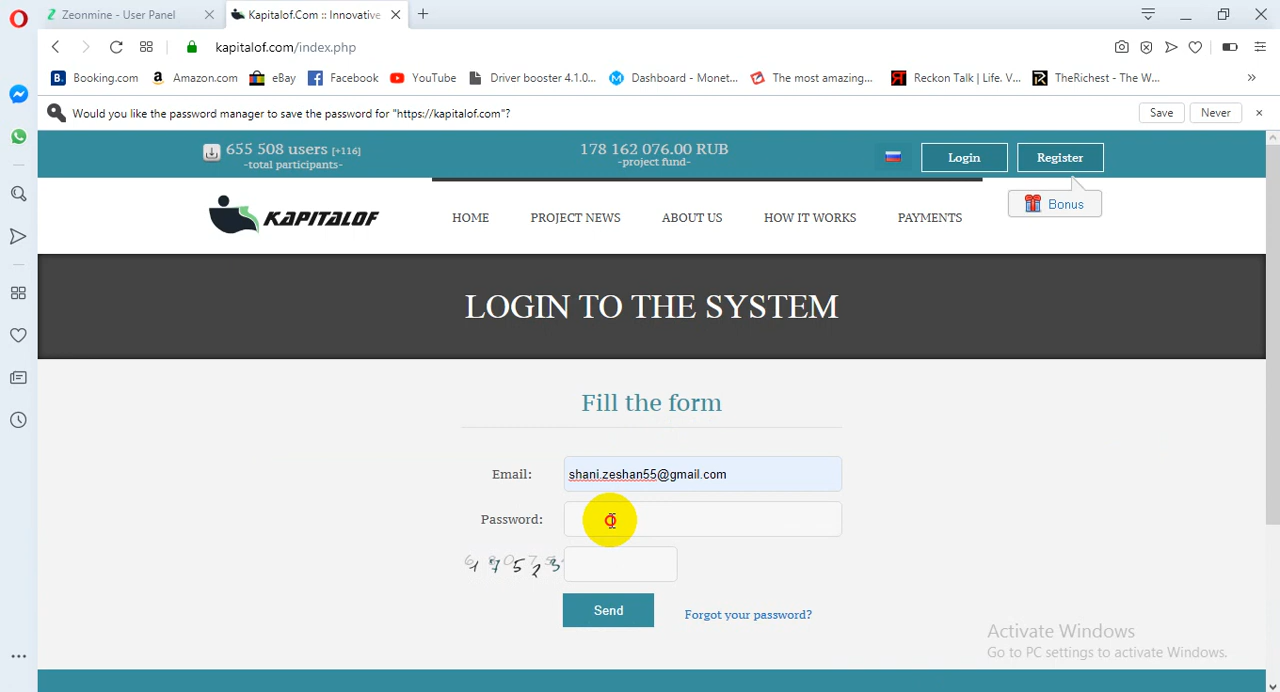 Zeonmine - User Panel
Kapitalof.Com :: Innovative
kapitalof.com/index.php
B. Booking.com
a Amazon.com
eBay
Facebook
YouTube
Driver booster 4.1.0...
Dashboard - Monet...
The most amazing...
Reckon Talk | Life. V...
TheRichest - The W...
Would you like the password manager to save the password for "https://kapitalof.com"?
Save
Never
655 508 users [+116]
-total participants-
178 162 076.00 RUB
-project fund-
Login
Register
Bonus
KAPITALOF
HOME
PROJECT NEWS
ABOUT US
HOW IT WORKS
PAYMENTS
LOGIN TO THE SYSTEM
Fill the form
Email:
shani.zeshan55@gmail.com
Password:
Send
Forgot your password?
Activate Windows
Go to PC settings to activate Windows.